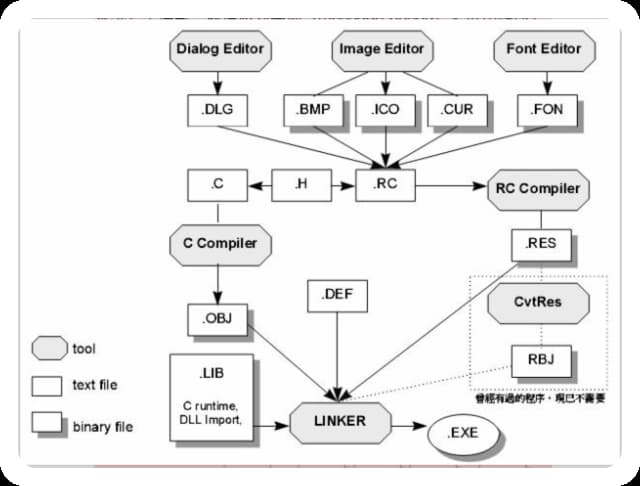 Dialog Editor
Image Editor
Font Editor
.DLG
.BMP
.ICO
.CUR
.FON
.C
.H
.RC
RC Compiler
C Compiler
.RES
.DEF
CvtRes
.OBJ
RBJ
tool
.LIB
text file
C runtime,
DLL Import,
曾經有過的程序，現已不需要
LINKER
binary file
.EXE